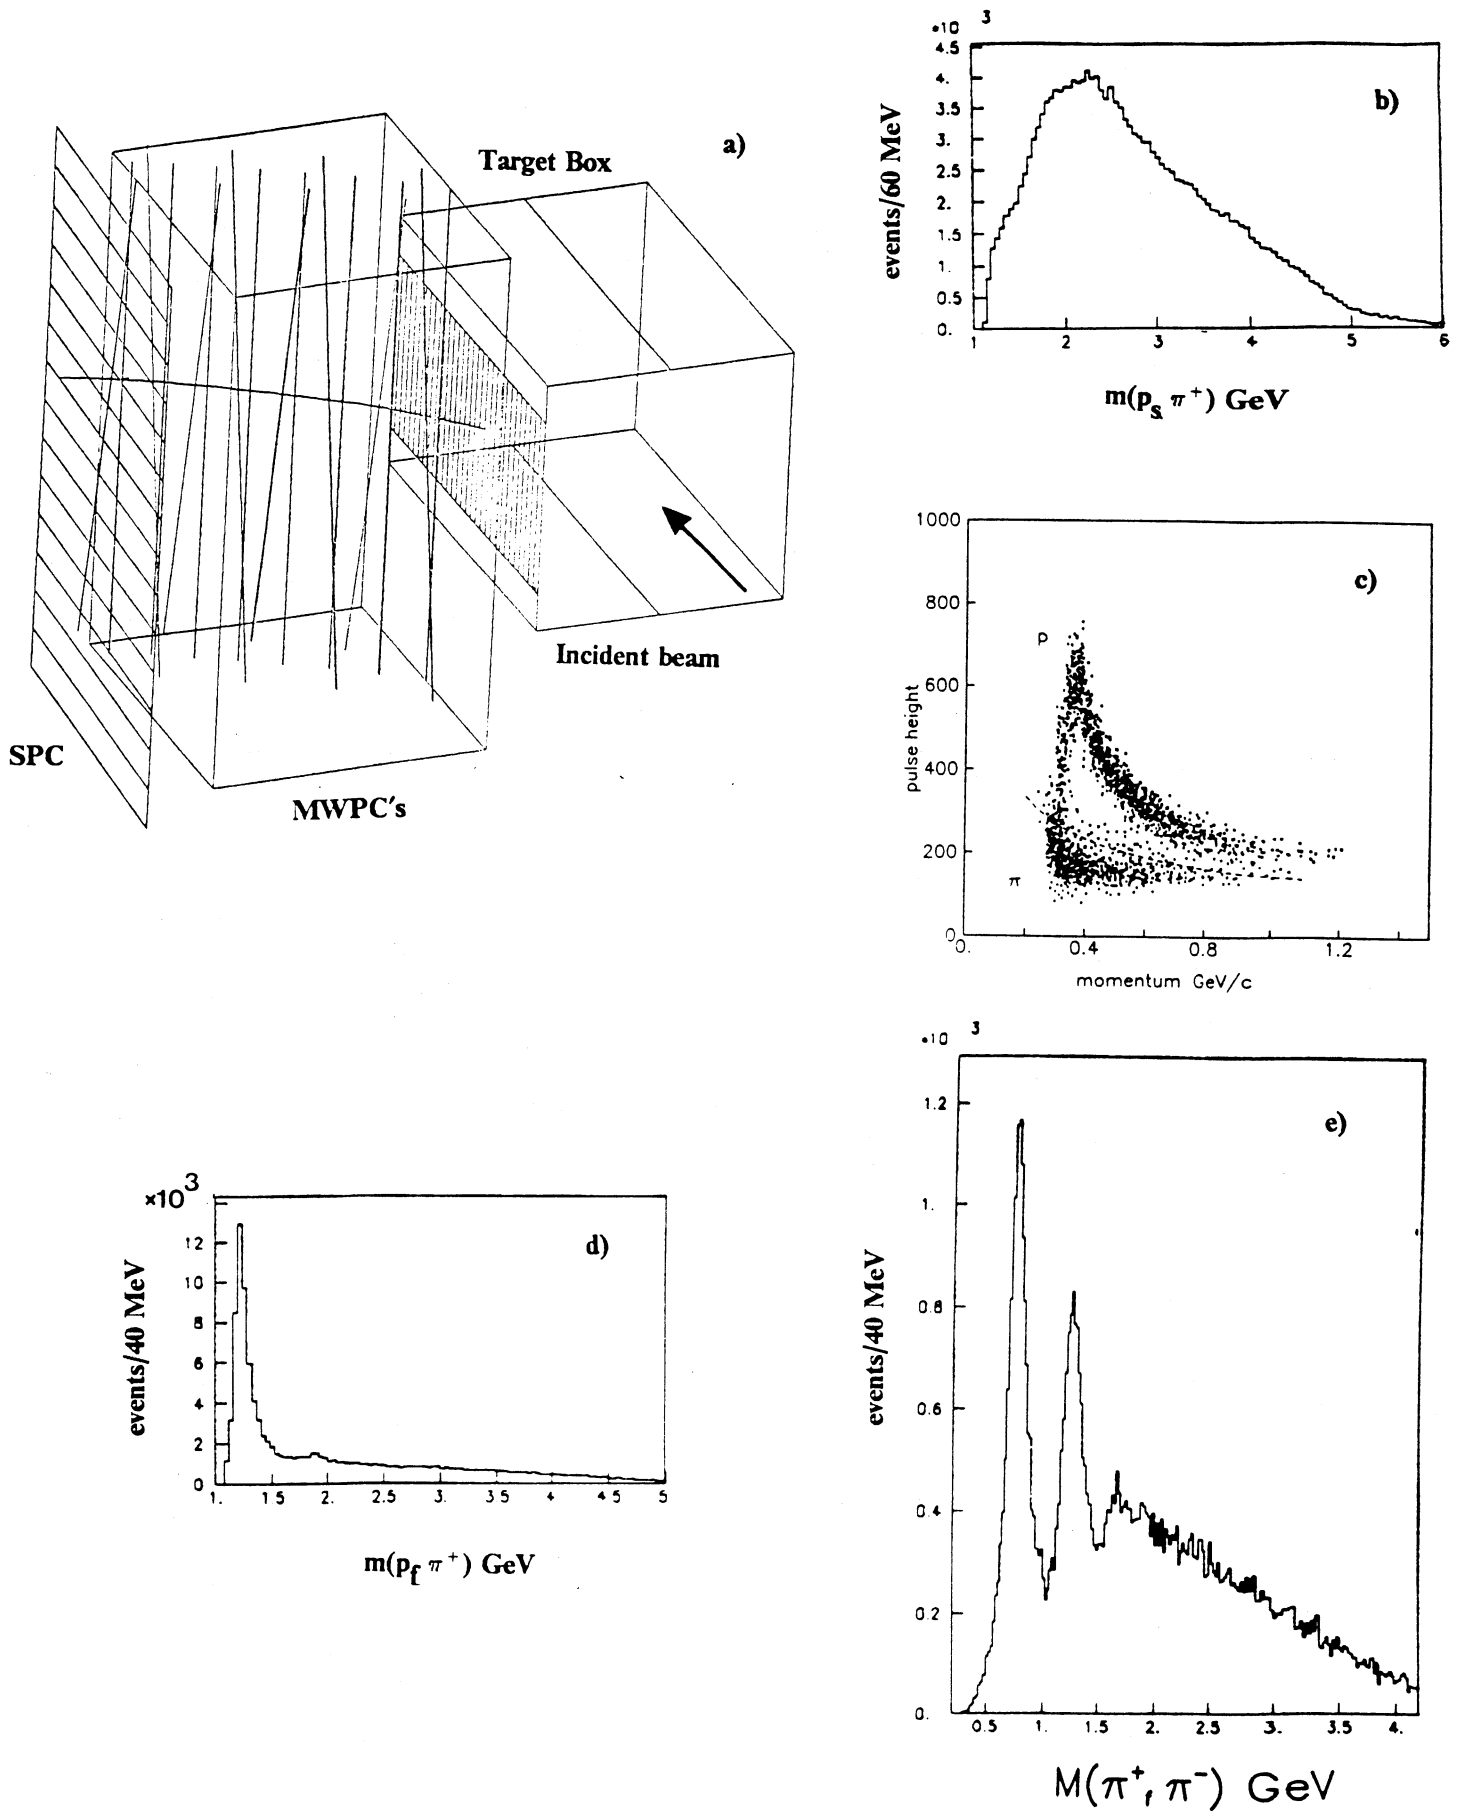 a)
Target Box
Incident beam
SPC
MWPC's
*10 3
4.5
4.
3.5
3.
2.5
2.
1.5
1.
0.5
0.
events/60 MeV
b)
1 2 3 4 5 6
m(pₛ π⁺) GeV
1000
800
600
400
200
0
pulse height
c)
p
π
0. 0.4 0.8 1.2
momentum GeV/c
×10³
12
10
8
6
4
2
0
events/40 MeV
d)
1. 1.5 2. 2.5 3. 3.5 4 4.5 5
m(p_f π⁺) GeV
*10 3
1.2
1.
0.8
0.6
0.4
0.2
0.
events/40 MeV
e)
0.5 1. 1.5 2. 2.5 3. 3.5 4.
M(π⁺_f, π⁻) GeV